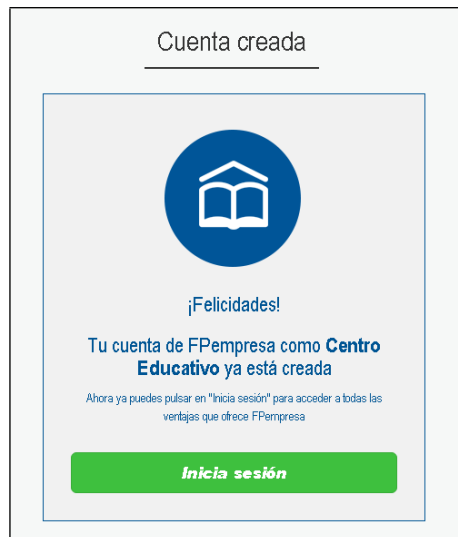 Cuenta creada
¡Felicidades!
Tu cuenta de FPempresa como Centro
Educativo ya está creada
Ahora ya puedes pulsar en "Inicia sesión" para acceder a todas las
ventajas que ofrece FPempresa
Inicia sesión